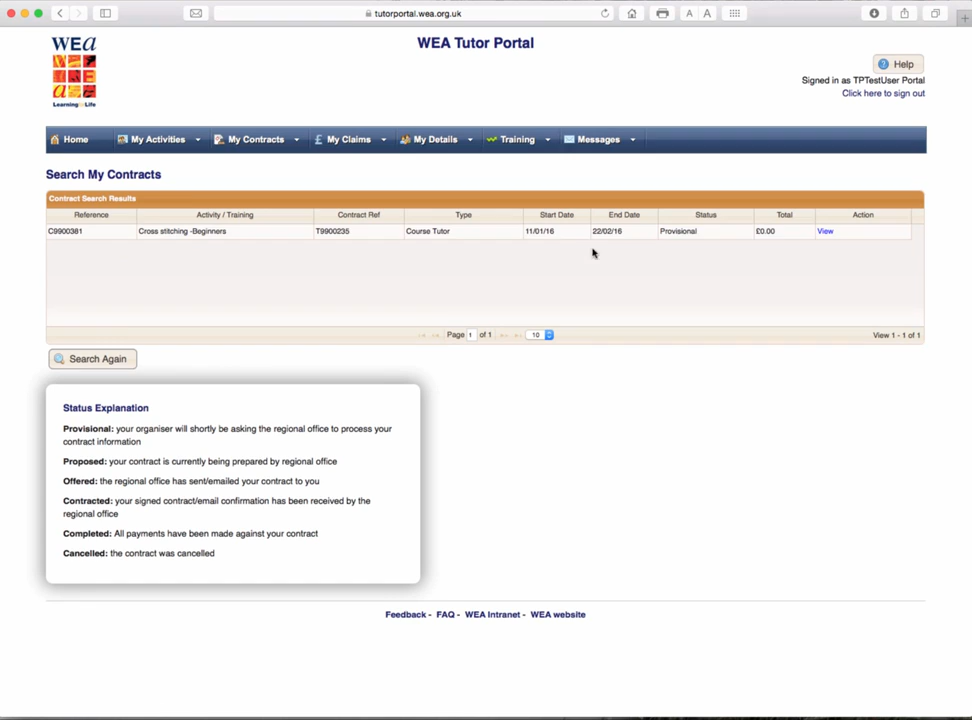 tutorportal.wea.org.uk
A A
WEA
Learning for Life
WEA Tutor Portal
Help
Signed in as TPTestUser Portal
Click here to sign out
Home My Activities My Contracts £ My Claims My Details Training Messages
Search My Contracts
Contract Search Results
Reference Activity / Training Contract Ref Type Start Date End Date Status Total Action
C9900381 Cross stitching -Beginners T9900235 Course Tutor 11/01/16 22/02/16 Provisional £0.00 View
Page 1 of 1 10 View 1 - 1 of 1
Search Again
Status Explanation
Provisional: your organiser will shortly be asking the regional office to process your
contract information
Proposed: your contract is currently being prepared by regional office
Offered: the regional office has sent/emailed your contract to you
Contracted: your signed contract/email confirmation has been received by the
regional office
Completed: All payments have been made against your contract
Cancelled: the contract was cancelled
Feedback - FAQ - WEA Intranet - WEA website